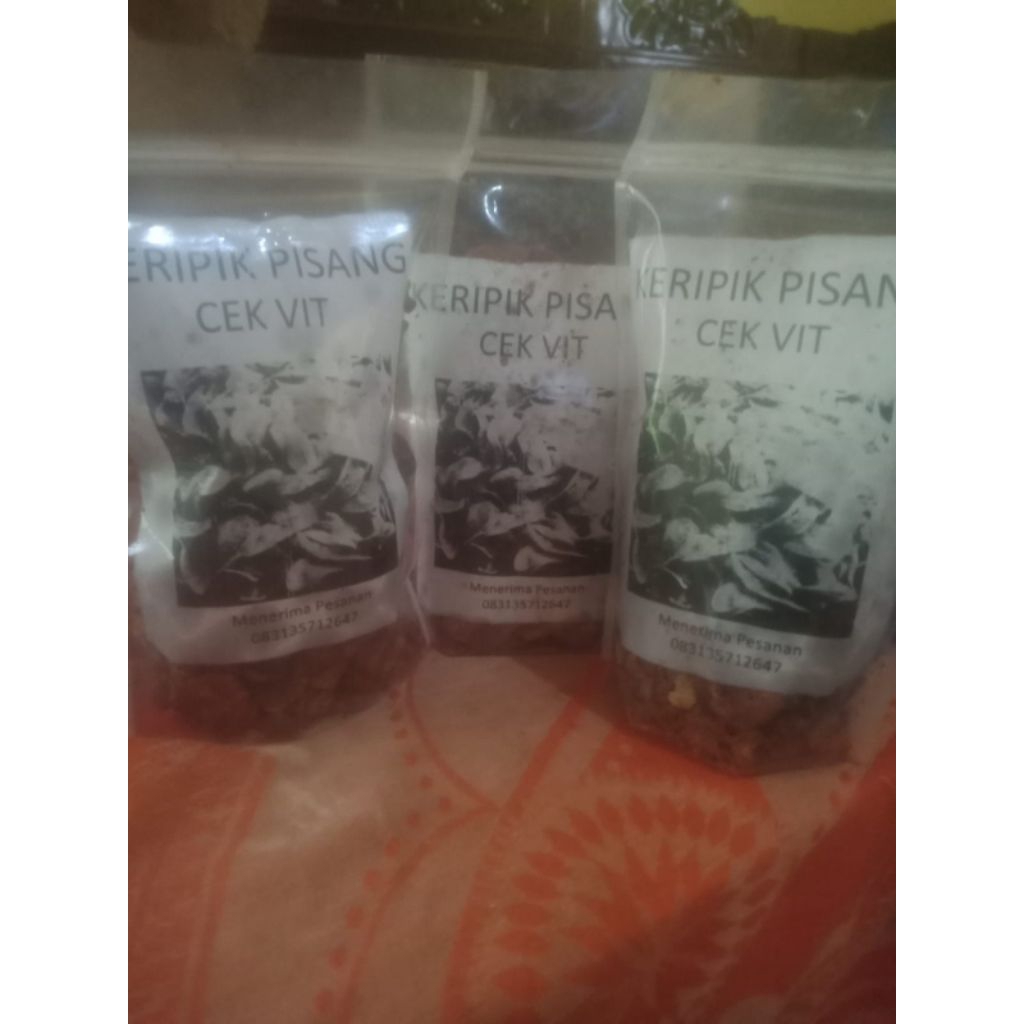 ERIPIK PISANG
CEK VIT
Menerima Pesanan
083135712647
KERIPIK PISA
CEK VIT
Menerima Pesanan
083135712647
KERIPIK PISAN
CEK VIT
Menerima Pesanan
083135712647